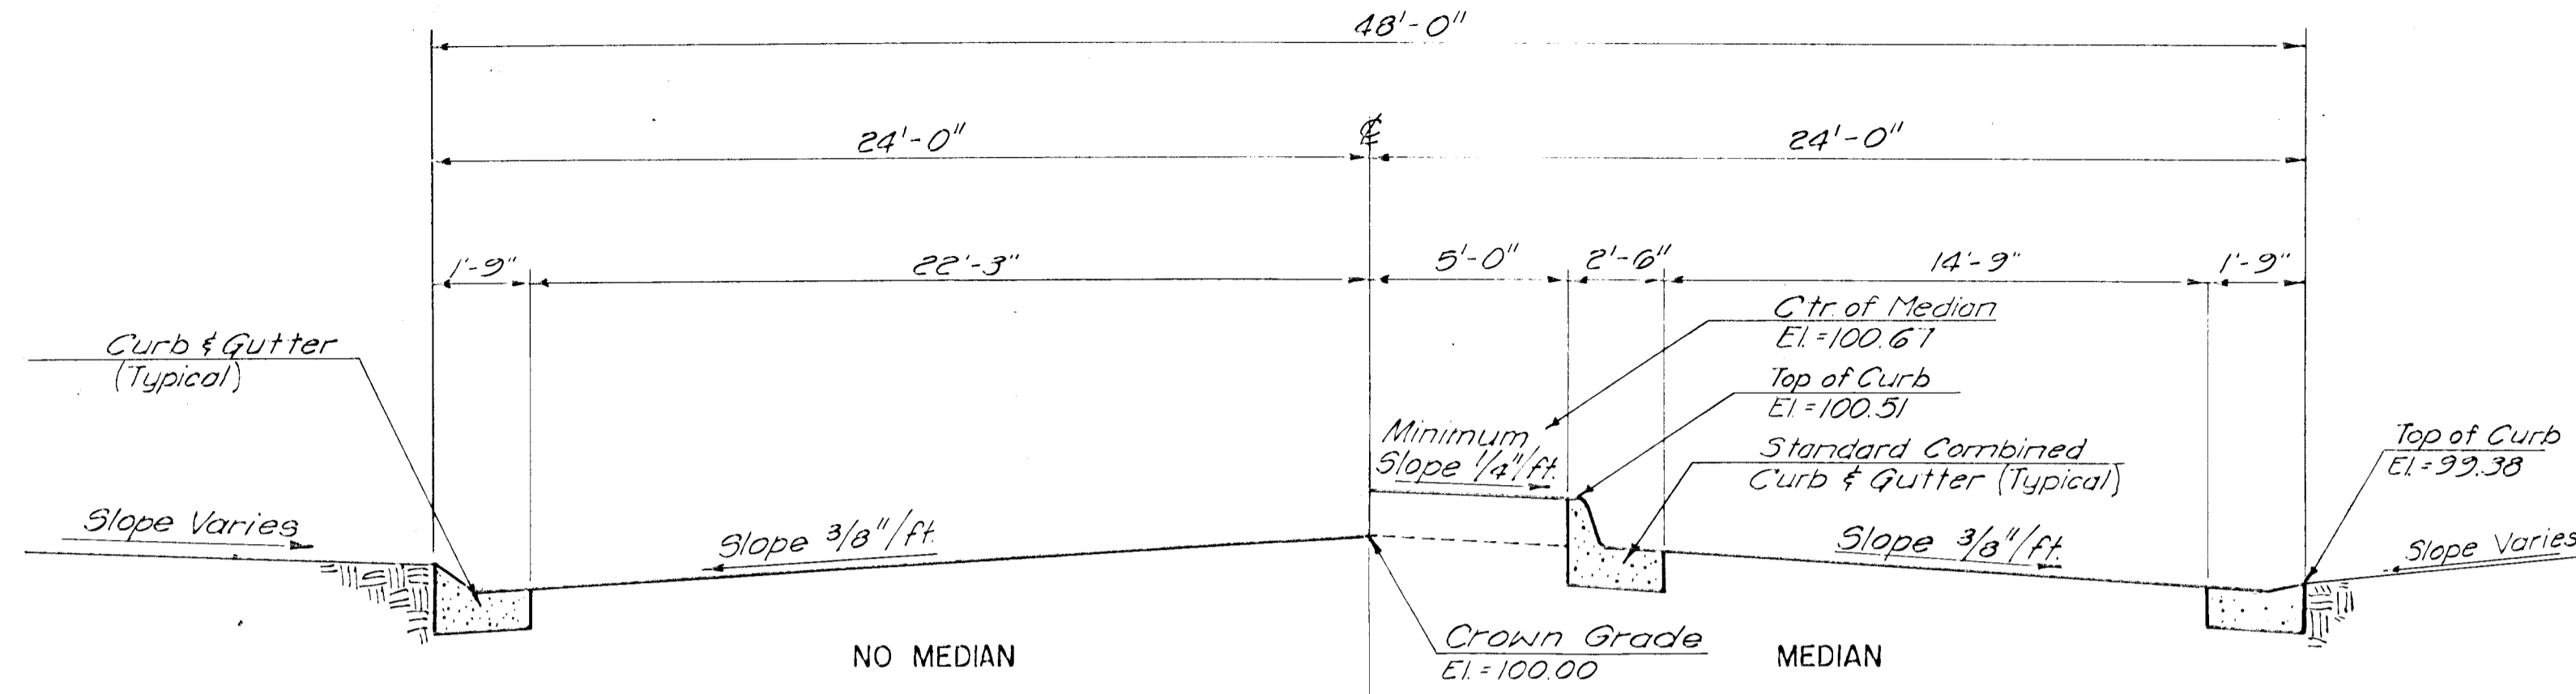 48'-0"
24'-0"
℄
24'-0"
1'-9"
22'-3"
5'-0"
2'-6"
14'-9"
1'-9"
Ctr. of Median
El.=100.67
Curb & Gutter
(Typical)
Top of Curb
El.=100.51
Minimum
Slope 1/4"/ft.
Standard Combined
Curb & Gutter (Typical)
Top of Curb
El.=99.38
Slope Varies
Slope 3/8"/ft.
Slope 3/8"/ft.
Slope Varies
Crown Grade
El.=100.00
NO MEDIAN
MEDIAN